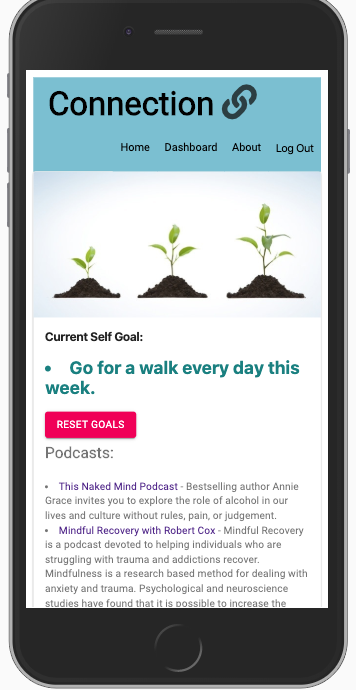 Connection
Home Dashboard About Log Out
Current Self Goal:
• Go for a walk every day this
week.
RESET GOALS
Podcasts:
• This Naked Mind Podcast - Bestselling author Annie
Grace invites you to explore the role of alcohol in our
lives and culture without rules, pain, or judgement.
• Mindful Recovery with Robert Cox - Mindful Recovery
is a podcast devoted to helping individuals who are
struggling with trauma and addictions recover.
Mindfulness is a research based method for dealing with
anxiety and trauma. Psychological and neuroscience
studies have found that it is possible to increase the